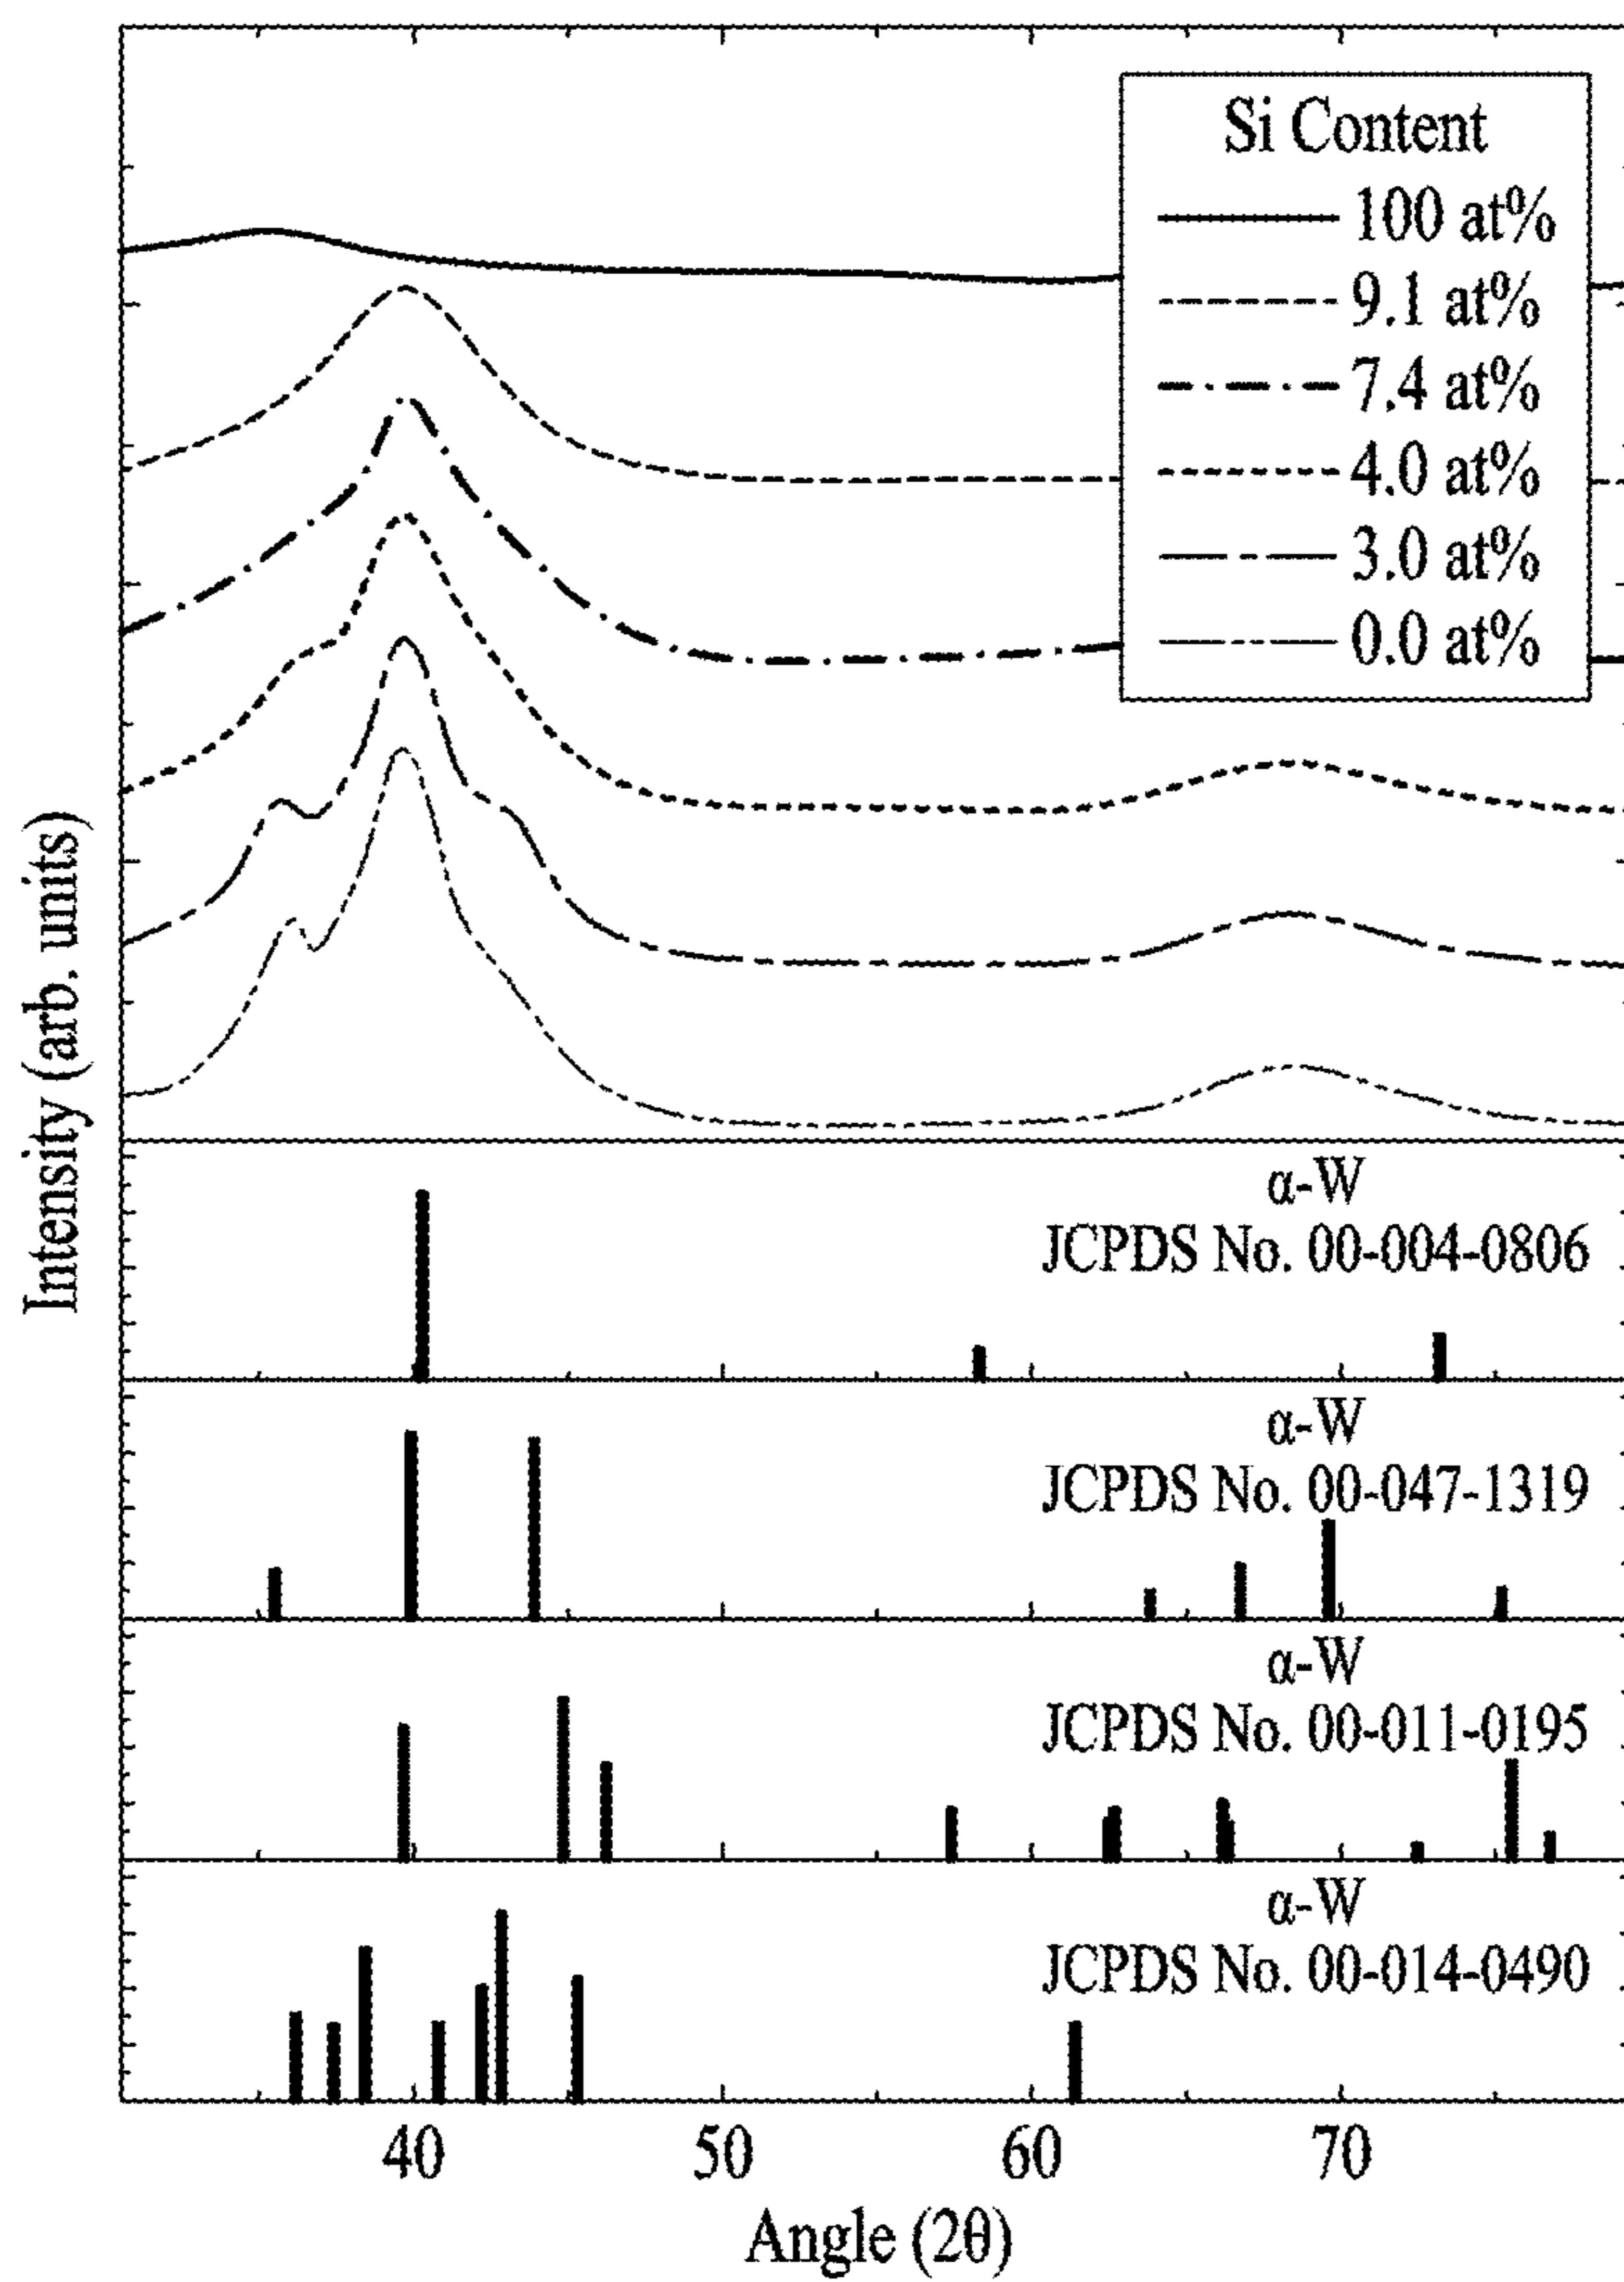 Si Content
100 at%
9.1 at%
7.4 at%
4.0 at%
3.0 at%
0.0 at%
Intensity (arb. units)
α-W
JCPDS No. 00-004-0806
α-W
JCPDS No. 00-047-1319
α-W
JCPDS No. 00-011-0195
α-W
JCPDS No. 00-014-0490
40 50 60 70
Angle (2θ)